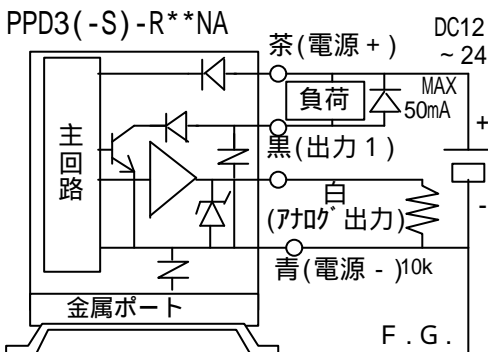 PPD3(-S)-R**NA
茶(電源+)
DC12
~24
負荷
MAX
50mA
+
黒(出力1)
主回路
白
(アナログ出力)
-
青(電源-)10k
金属ポート
F.G.